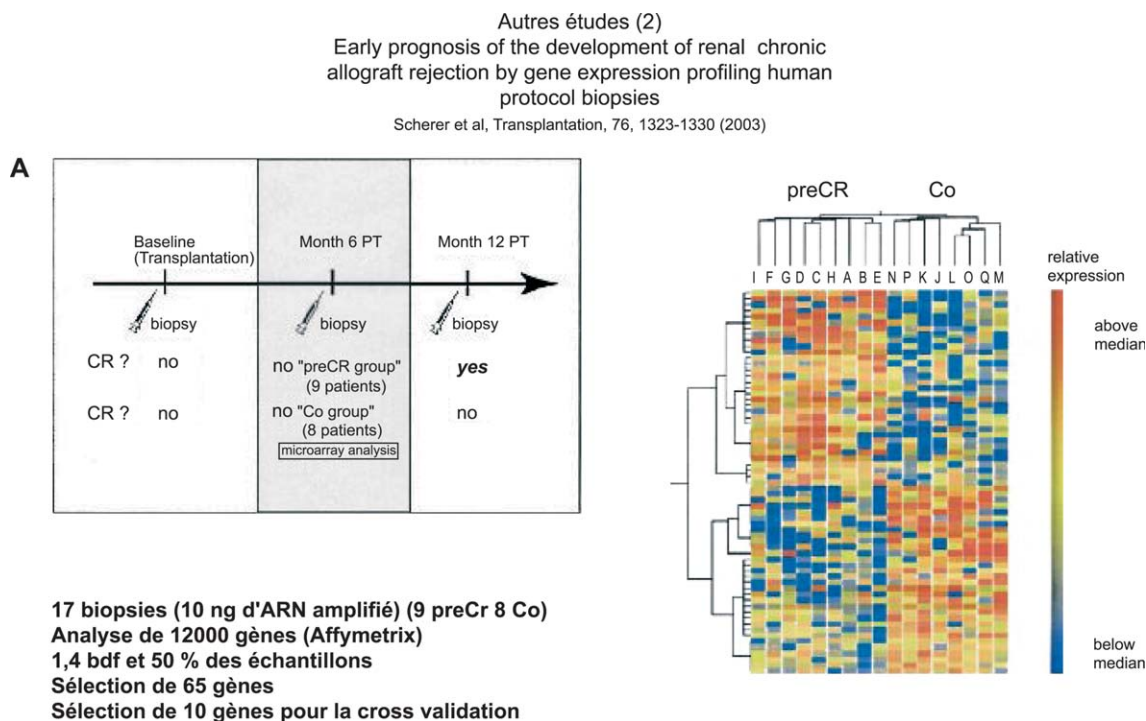 Autres études (2)
Early prognosis of the development of renal chronic
allograft rejection by gene expression profiling human
protocol biopsies
Scherer et al, Transplantation, 76, 1323-1330 (2003)
A
Baseline
(Transplantation)
Month 6 PT
Month 12 PT
biopsy
biopsy
biopsy
CR ? no
no "preCR group"
(9 patients)
yes
CR ? no
no "Co group"
(8 patients)
no
microarray analysis
preCR Co
I F G D C H A B E N P K J L O Q M
relative
expression
above
median
below
median
17 biopsies (10 ng d'ARN amplifié) (9 preCr 8 Co)
Analyse de 12000 gènes (Affymetrix)
1,4 bdf et 50 % des échantillons
Sélection de 65 gènes
Sélection de 10 gènes pour la cross validation